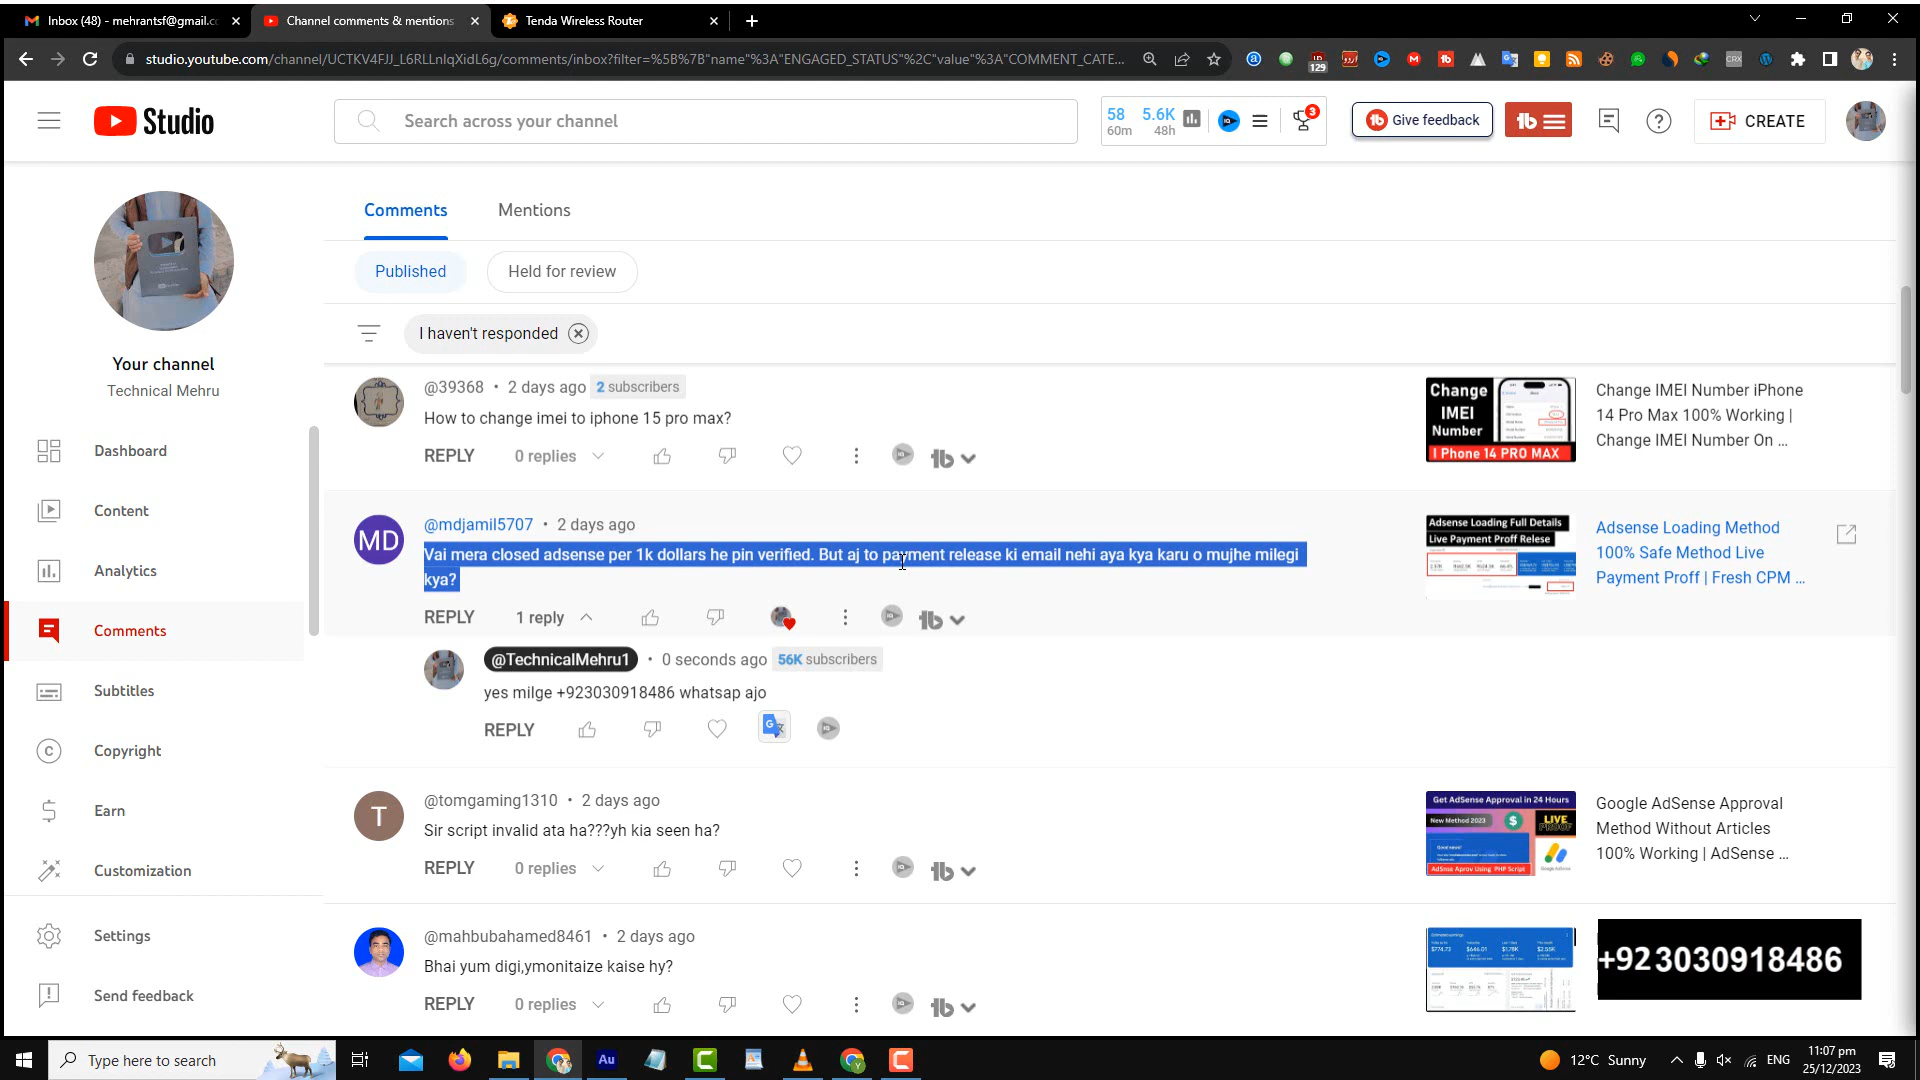 Inbox (48) - mehrantsf@gmail.cc
Channel comments & mentions
Tenda Wireless Router
studio.youtube.com/channel/UCTKV4FJJ_L6RLLnlqXidL6g/comments/inbox?filter=%5B%7B"name"%3A"ENGAGED_STATUS"%2C"value"%3A"COMMENT_CATE...
129
CRX
Studio
Search across your channel
58
60m
5.6K
48h
3
Give feedback
CREATE
Comments
Mentions
Published
Held for review
I haven't responded
Your channel
Technical Mehru
Dashboard
Content
Analytics
Comments
Subtitles
Copyright
Earn
Customization
Settings
Send feedback
@39368 • 2 days ago 2 subscribers
How to change imei to iphone 15 pro max?
REPLY 0 replies
Change IMEI Number
I Phone 14 PRO MAX
Change IMEI Number iPhone
14 Pro Max 100% Working |
Change IMEI Number On ...
MD
@mdjamil5707 • 2 days ago
Vai mera closed adsense per 1k dollars he pin verified. But aj to payment release ki email nehi aya kya karu o mujhe milegi
kya?
REPLY 1 reply
Adsense Loading Full Details
Live Payment Proff Relese
Adsense Loading Method
100% Safe Method Live
Payment Proff | Fresh CPM ...
@TechnicalMehru1 • 0 seconds ago 56K subscribers
yes milge +923030918486 whatsap ajo
REPLY
T
@tomgaming1310 • 2 days ago
Sir script invalid ata ha???yh kia seen ha?
REPLY 0 replies
Get AdSense Approval in 24 Hours
New Method 2023
LIVE
PROOF
Google AdSense Approval
Method Without Articles
100% Working | AdSense ...
@mahbubahamed8461 • 2 days ago
Bhai yum digi,ymonitaize kaise hy?
REPLY 0 replies
+923030918486
Type here to search
Au
12°C Sunny
ENG
11:07 pm
25/12/2023